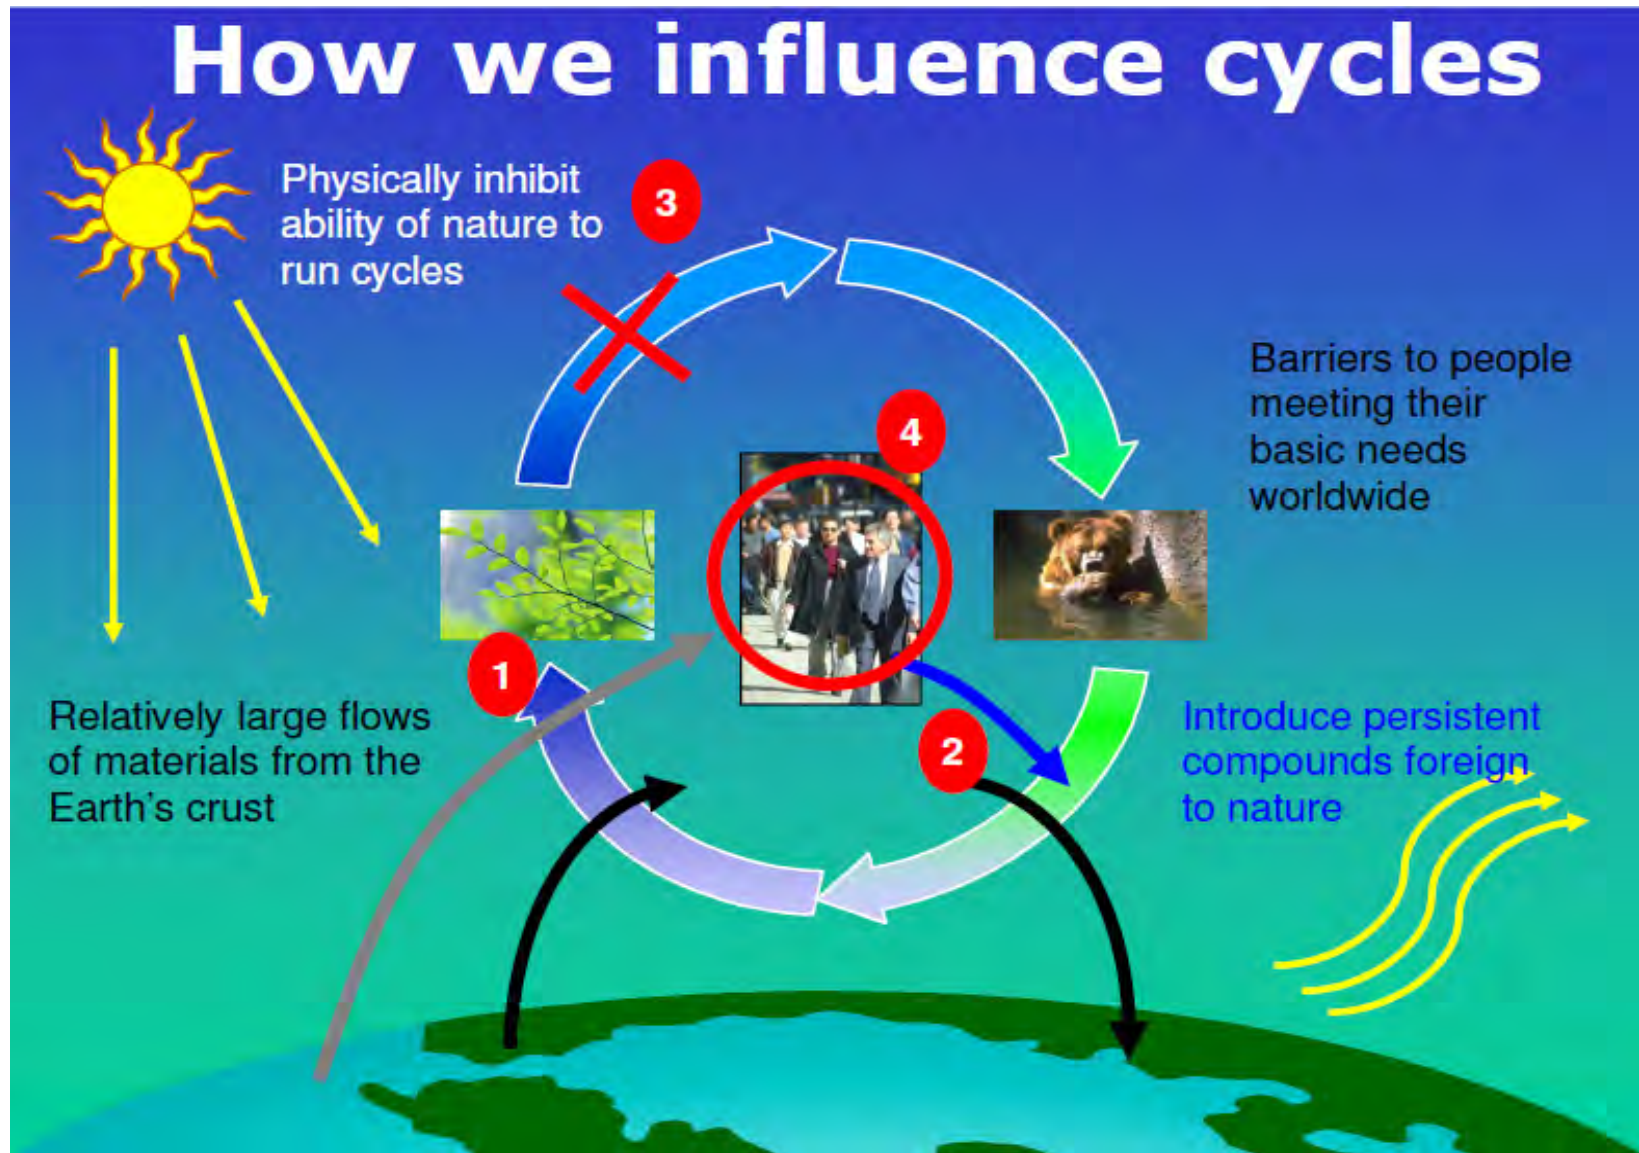 How we influence cycles
Physically inhibit
ability of nature to
run cycles
3
4
Barriers to people
meeting their
basic needs
worldwide
1
Relatively large flows
of materials from the
Earth's crust
2
Introduce persistent
compounds foreign
to nature